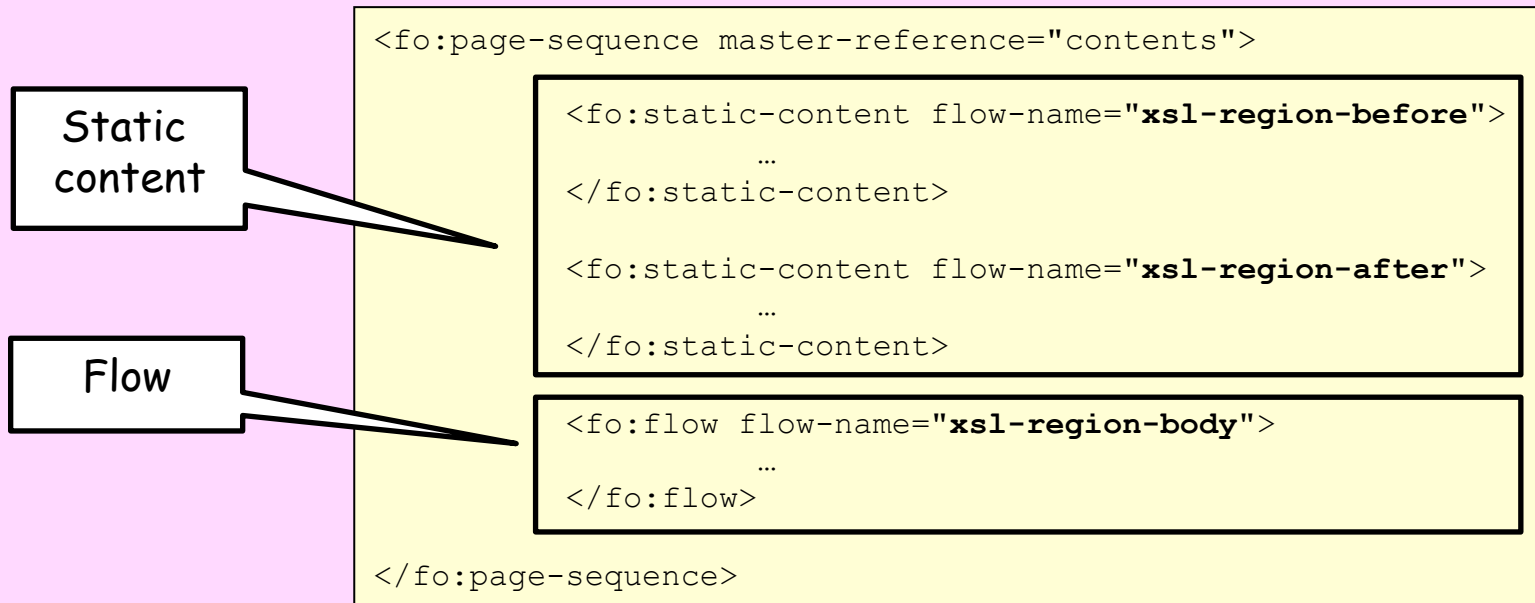 <fo:page-sequence master-reference="contents">
Static
content
<fo:static-content flow-name="xsl-region-before">
…
</fo:static-content>
<fo:static-content flow-name="xsl-region-after">
…
</fo:static-content>
Flow
<fo:flow flow-name="xsl-region-body">
…
</fo:flow>
</fo:page-sequence>